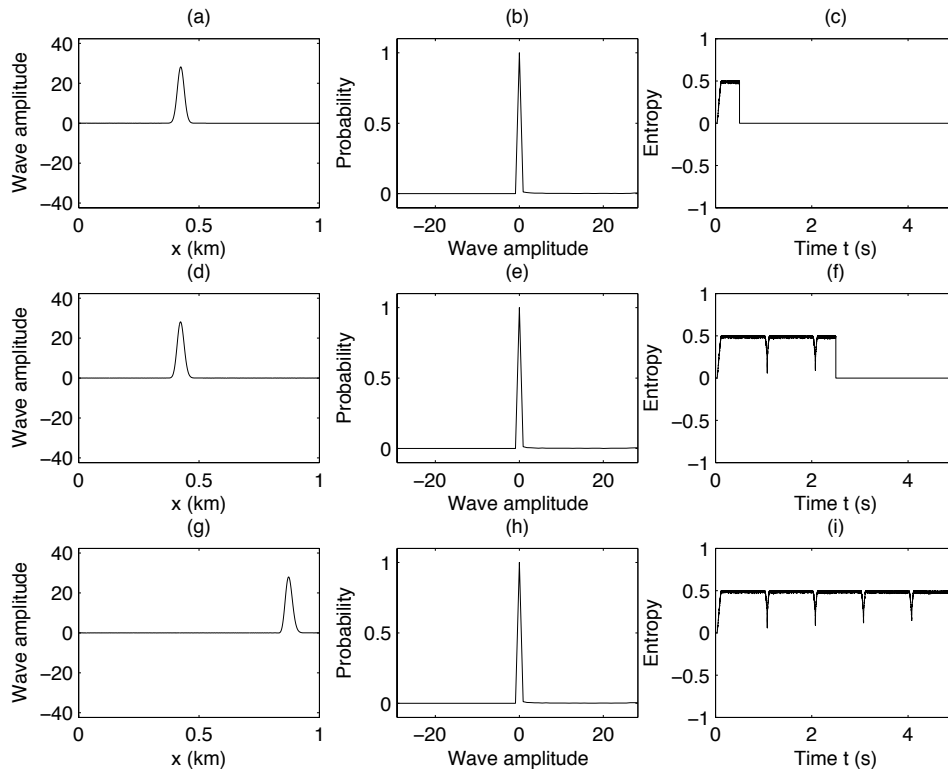 (a) (b) (c)
Wave amplitude
40
20
0
−20
−40
0 0.5 1
x (km)
Probability
1
0.5
0
−20 0 20
Wave amplitude
Entropy
1
0.5
0
−0.5
−1
0 2 4
Time t (s)
(d) (e) (f)
Wave amplitude
40
20
0
−20
−40
0 0.5 1
x (km)
Probability
1
0.5
0
−20 0 20
Wave amplitude
Entropy
1
0.5
0
−0.5
−1
0 2 4
Time t (s)
(g) (h) (i)
Wave amplitude
40
20
0
−20
−40
0 0.5 1
x (km)
Probability
1
0.5
0
−20 0 20
Wave amplitude
Entropy
1
0.5
0
−0.5
−1
0 2 4
Time t (s)